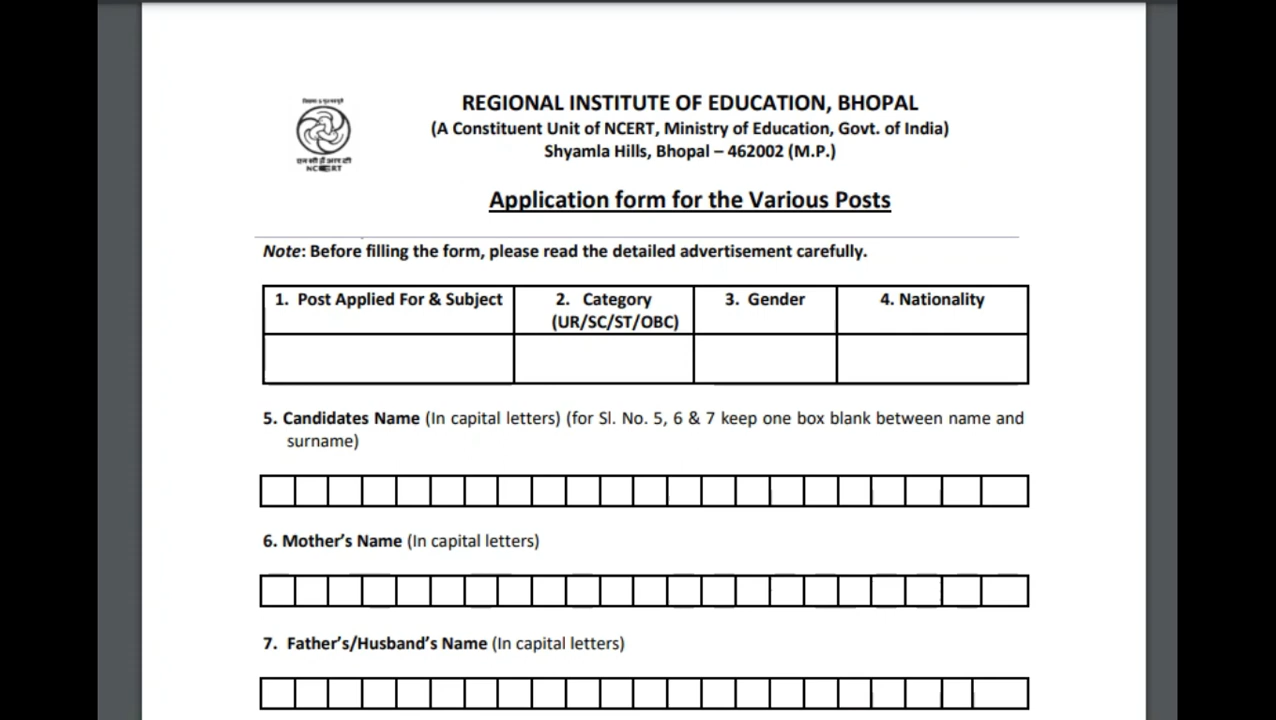 REGIONAL INSTITUTE OF EDUCATION, BHOPAL
(A Constituent Unit of NCERT, Ministry of Education, Govt. of India)
Shyamla Hills, Bhopal – 462002 (M.P.)
एन सी ई आर टी
NCERT
Application form for the Various Posts
Note: Before filling the form, please read the detailed advertisement carefully.
1. Post Applied For & Subject
2. Category
(UR/SC/ST/OBC)
3. Gender
4. Nationality
5. Candidates Name (In capital letters) (for Sl. No. 5, 6 & 7 keep one box blank between name and
surname)
6. Mother's Name (In capital letters)
7. Father's/Husband's Name (In capital letters)